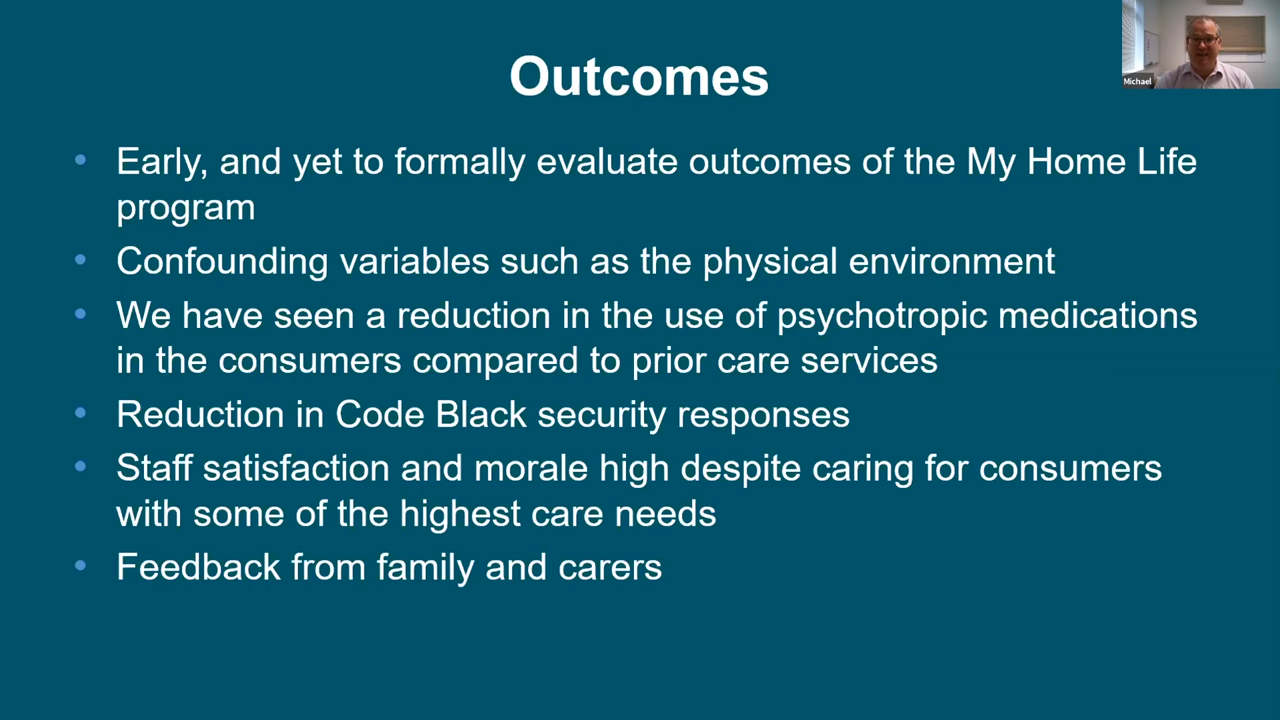 Michael
Outcomes
• Early, and yet to formally evaluate outcomes of the My Home Life
program
• Confounding variables such as the physical environment
• We have seen a reduction in the use of psychotropic medications
in the consumers compared to prior care services
• Reduction in Code Black security responses
• Staff satisfaction and morale high despite caring for consumers
with some of the highest care needs
• Feedback from family and carers